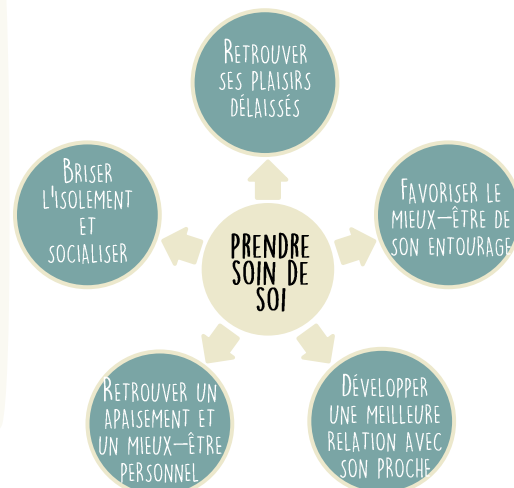 RETROUVER
SES PLAISIRS
DÉLAISSÉS
BRISER
L'ISOLEMENT
ET
SOCIALISER
FAVORISER LE
MIEUX-ÊTRE DE
SON ENTOURAGE
PRENDRE
SOIN DE
SOI
RETROUVER UN
APAISEMENT ET
UN MIEUX-ÊTRE
PERSONNEL
DÉVELOPPER
UNE MEILLEURE
RELATION AVEC
SON PROCHE